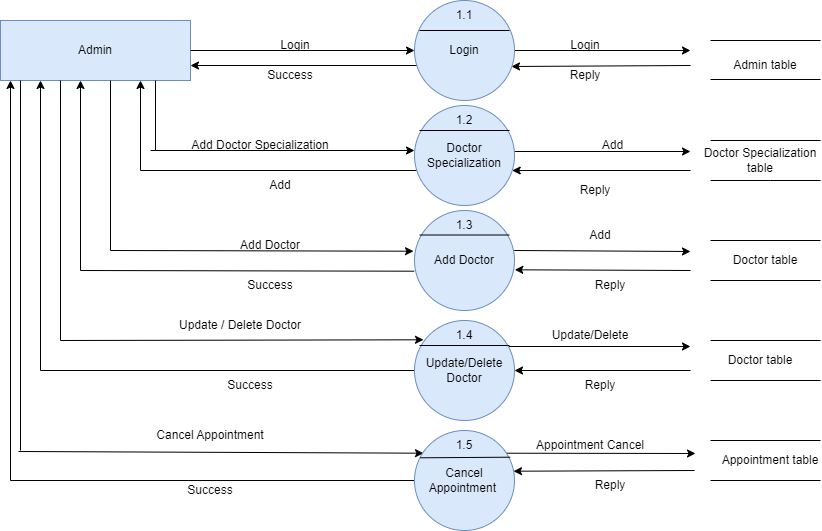 1.1
Admin
Login
Login
Login
Success
Reply
Admin table
1.2
Add Doctor Specialization
Doctor
Specialization
Add
Doctor Specialization
table
Add
Reply
1.3
Add Doctor
Add Doctor
Add
Doctor table
Success
Reply
Update / Delete Doctor
1.4
Update/Delete
Update/Delete
Doctor
Doctor table
Success
Reply
Cancel Appointment
1.5
Appointment Cancel
Cancel
Appointment
Appointment table
Success
Reply